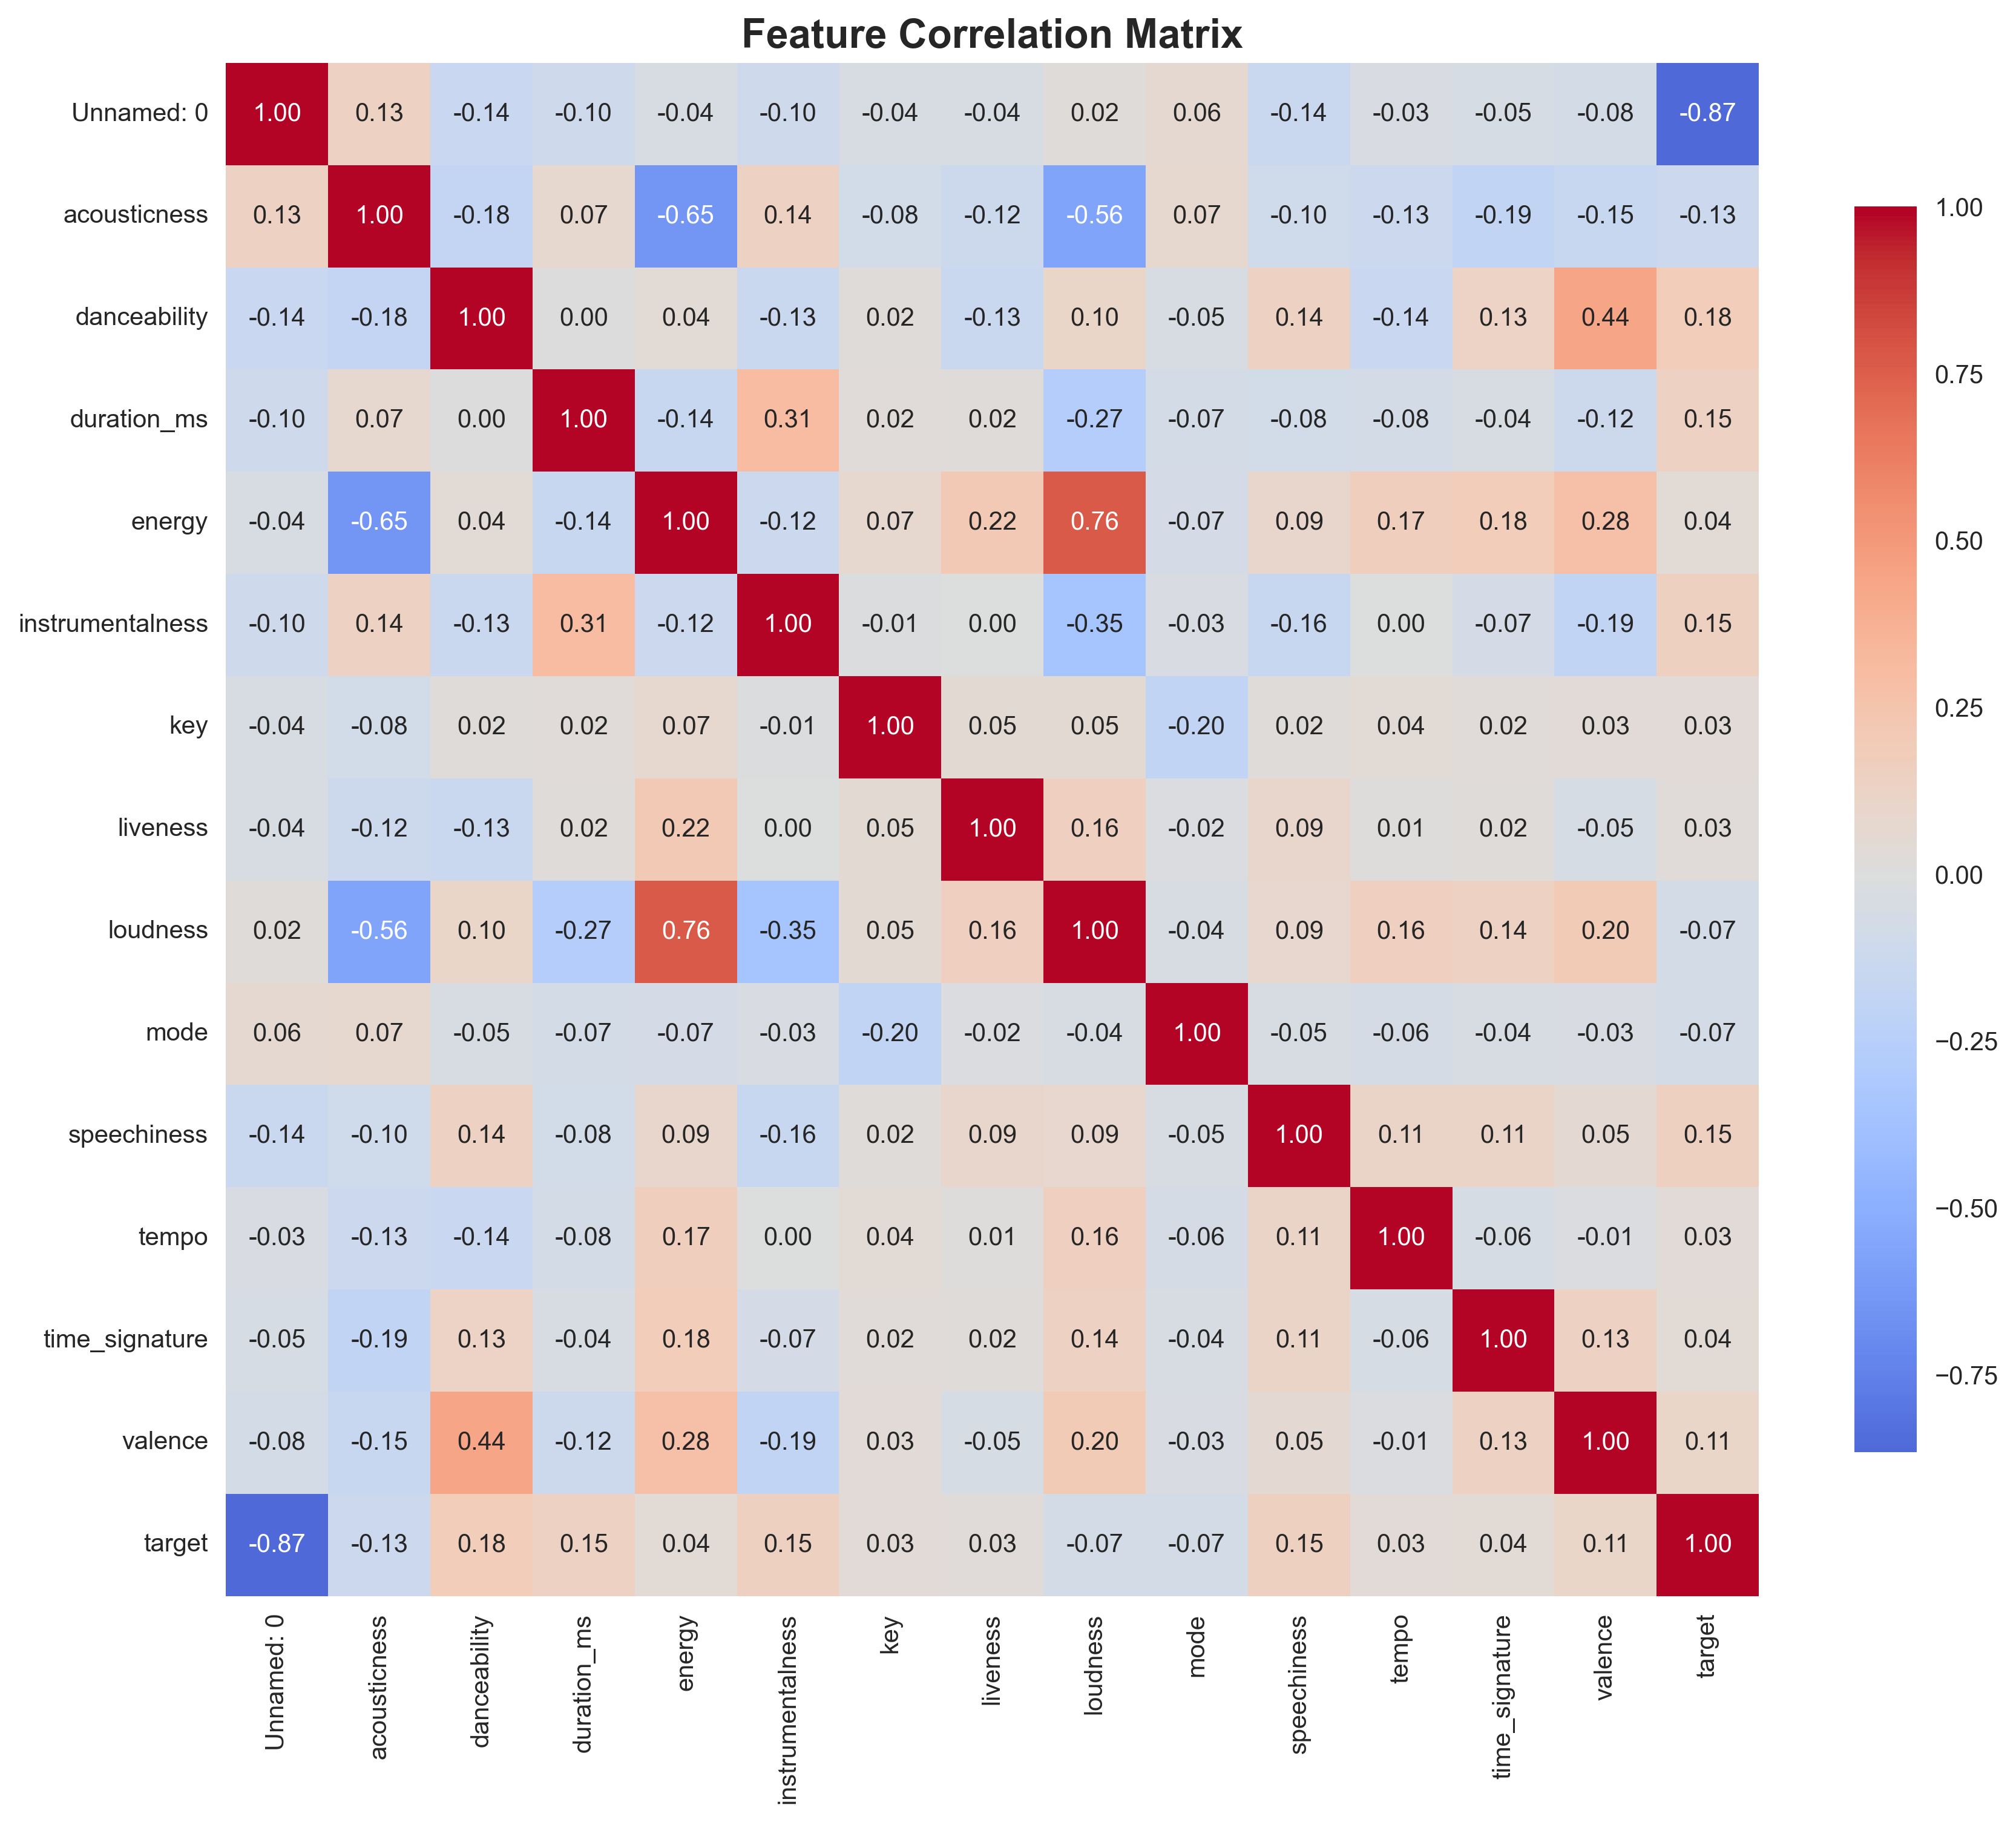 Feature Correlation Matrix
Unnamed: 0 1.00 0.13 -0.14 -0.10 -0.04 -0.10 -0.04 -0.04 0.02 0.06 -0.14 -0.03 -0.05 -0.08 -0.87
acousticness 0.13 1.00 -0.18 0.07 -0.65 0.14 -0.08 -0.12 -0.56 0.07 -0.10 -0.13 -0.19 -0.15 -0.13
danceability -0.14 -0.18 1.00 0.00 0.04 -0.13 0.02 -0.13 0.10 -0.05 0.14 -0.14 0.13 0.44 0.18
duration_ms -0.10 0.07 0.00 1.00 -0.14 0.31 0.02 0.02 -0.27 -0.07 -0.08 -0.08 -0.04 -0.12 0.15
energy -0.04 -0.65 0.04 -0.14 1.00 -0.12 0.07 0.22 0.76 -0.07 0.09 0.17 0.18 0.28 0.04
instrumentalness -0.10 0.14 -0.13 0.31 -0.12 1.00 -0.01 0.00 -0.35 -0.03 -0.16 0.00 -0.07 -0.19 0.15
key -0.04 -0.08 0.02 0.02 0.07 -0.01 1.00 0.05 0.05 -0.20 0.02 0.04 0.02 0.03 0.03
liveness -0.04 -0.12 -0.13 0.02 0.22 0.00 0.05 1.00 0.16 -0.02 0.09 0.01 0.02 -0.05 0.03
loudness 0.02 -0.56 0.10 -0.27 0.76 -0.35 0.05 0.16 1.00 -0.04 0.09 0.16 0.14 0.20 -0.07
mode 0.06 0.07 -0.05 -0.07 -0.07 -0.03 -0.20 -0.02 -0.04 1.00 -0.05 -0.06 -0.04 -0.03 -0.07
speechiness -0.14 -0.10 0.14 -0.08 0.09 -0.16 0.02 0.09 0.09 -0.05 1.00 0.11 0.11 0.05 0.15
tempo -0.03 -0.13 -0.14 -0.08 0.17 0.00 0.04 0.01 0.16 -0.06 0.11 1.00 -0.06 -0.01 0.03
time_signature -0.05 -0.19 0.13 -0.04 0.18 -0.07 0.02 0.02 0.14 -0.04 0.11 -0.06 1.00 0.13 0.04
valence -0.08 -0.15 0.44 -0.12 0.28 -0.19 0.03 -0.05 0.20 -0.03 0.05 -0.01 0.13 1.00 0.11
target -0.87 -0.13 0.18 0.15 0.04 0.15 0.03 0.03 -0.07 -0.07 0.15 0.03 0.04 0.11 1.00
Unnamed: 0
acousticness
danceability
duration_ms
energy
instrumentalness
key
liveness
loudness
mode
speechiness
tempo
time_signature
valence
target
1.00
0.75
0.50
0.25
0.00
−0.25
−0.50
−0.75